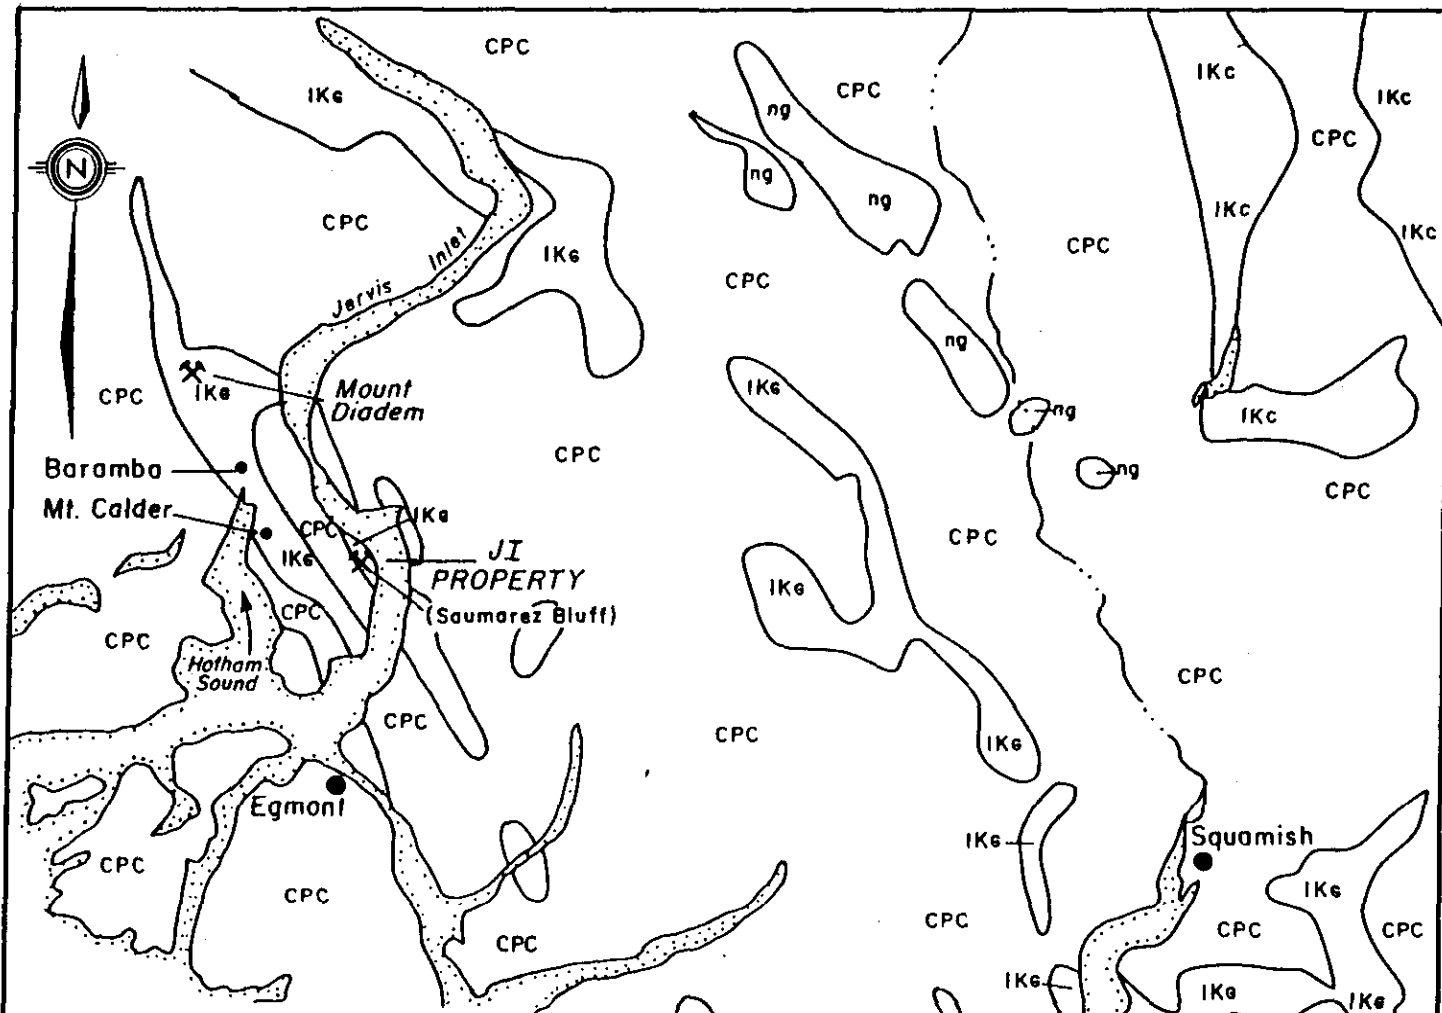 CPC
IKG
CPC
IKc
IKc
ng
CPC
ng
ng
IKc
IKc
CPC
Jervis Inlet
IKG
CPC
CPC
N
ng
CPC
IKG
Mount
Diadem
IKG
ng
IKc
CPC
Baramba
ng
CPC
Mt. Calder
CPC
IKG
IKG
CPC
JI
PROPERTY
(Saumarez Bluff)
IKG
CPC
CPC
Hotham
Sound
CPC
CPC
CPC
IKG
Egmont
IKG
Squamish
CPC
CPC
IKG
CPC
CPC
CPC
CPC
IKG
IKG
IKG